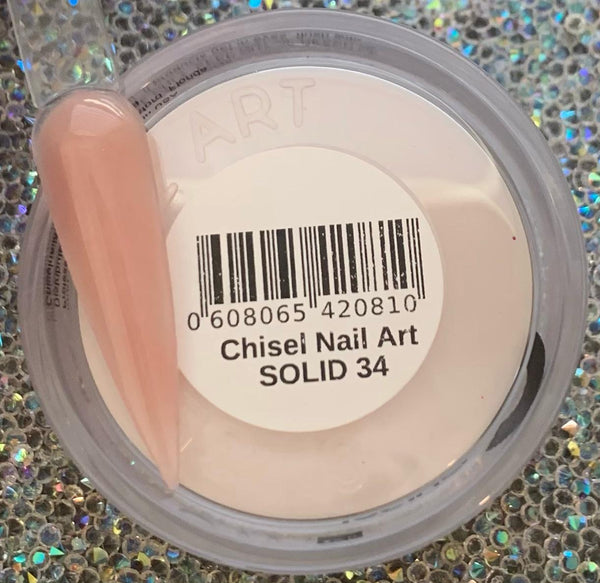 ART
0 608065 420810
Chisel Nail Art
SOLID 34